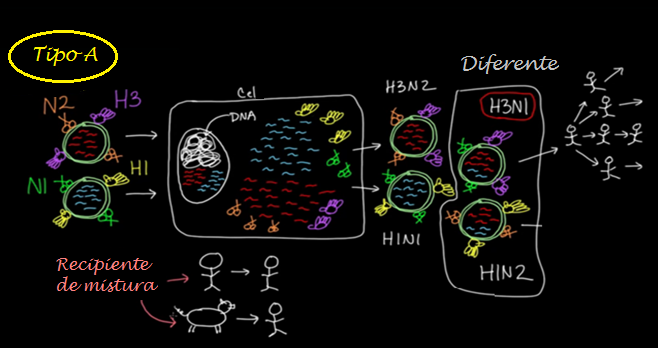 Tipo A
Diferente
N2
H3
Cel
DNA
H3N2
H3N1
N1
H1
H1N1
H1N2
Recipiente
de mistura